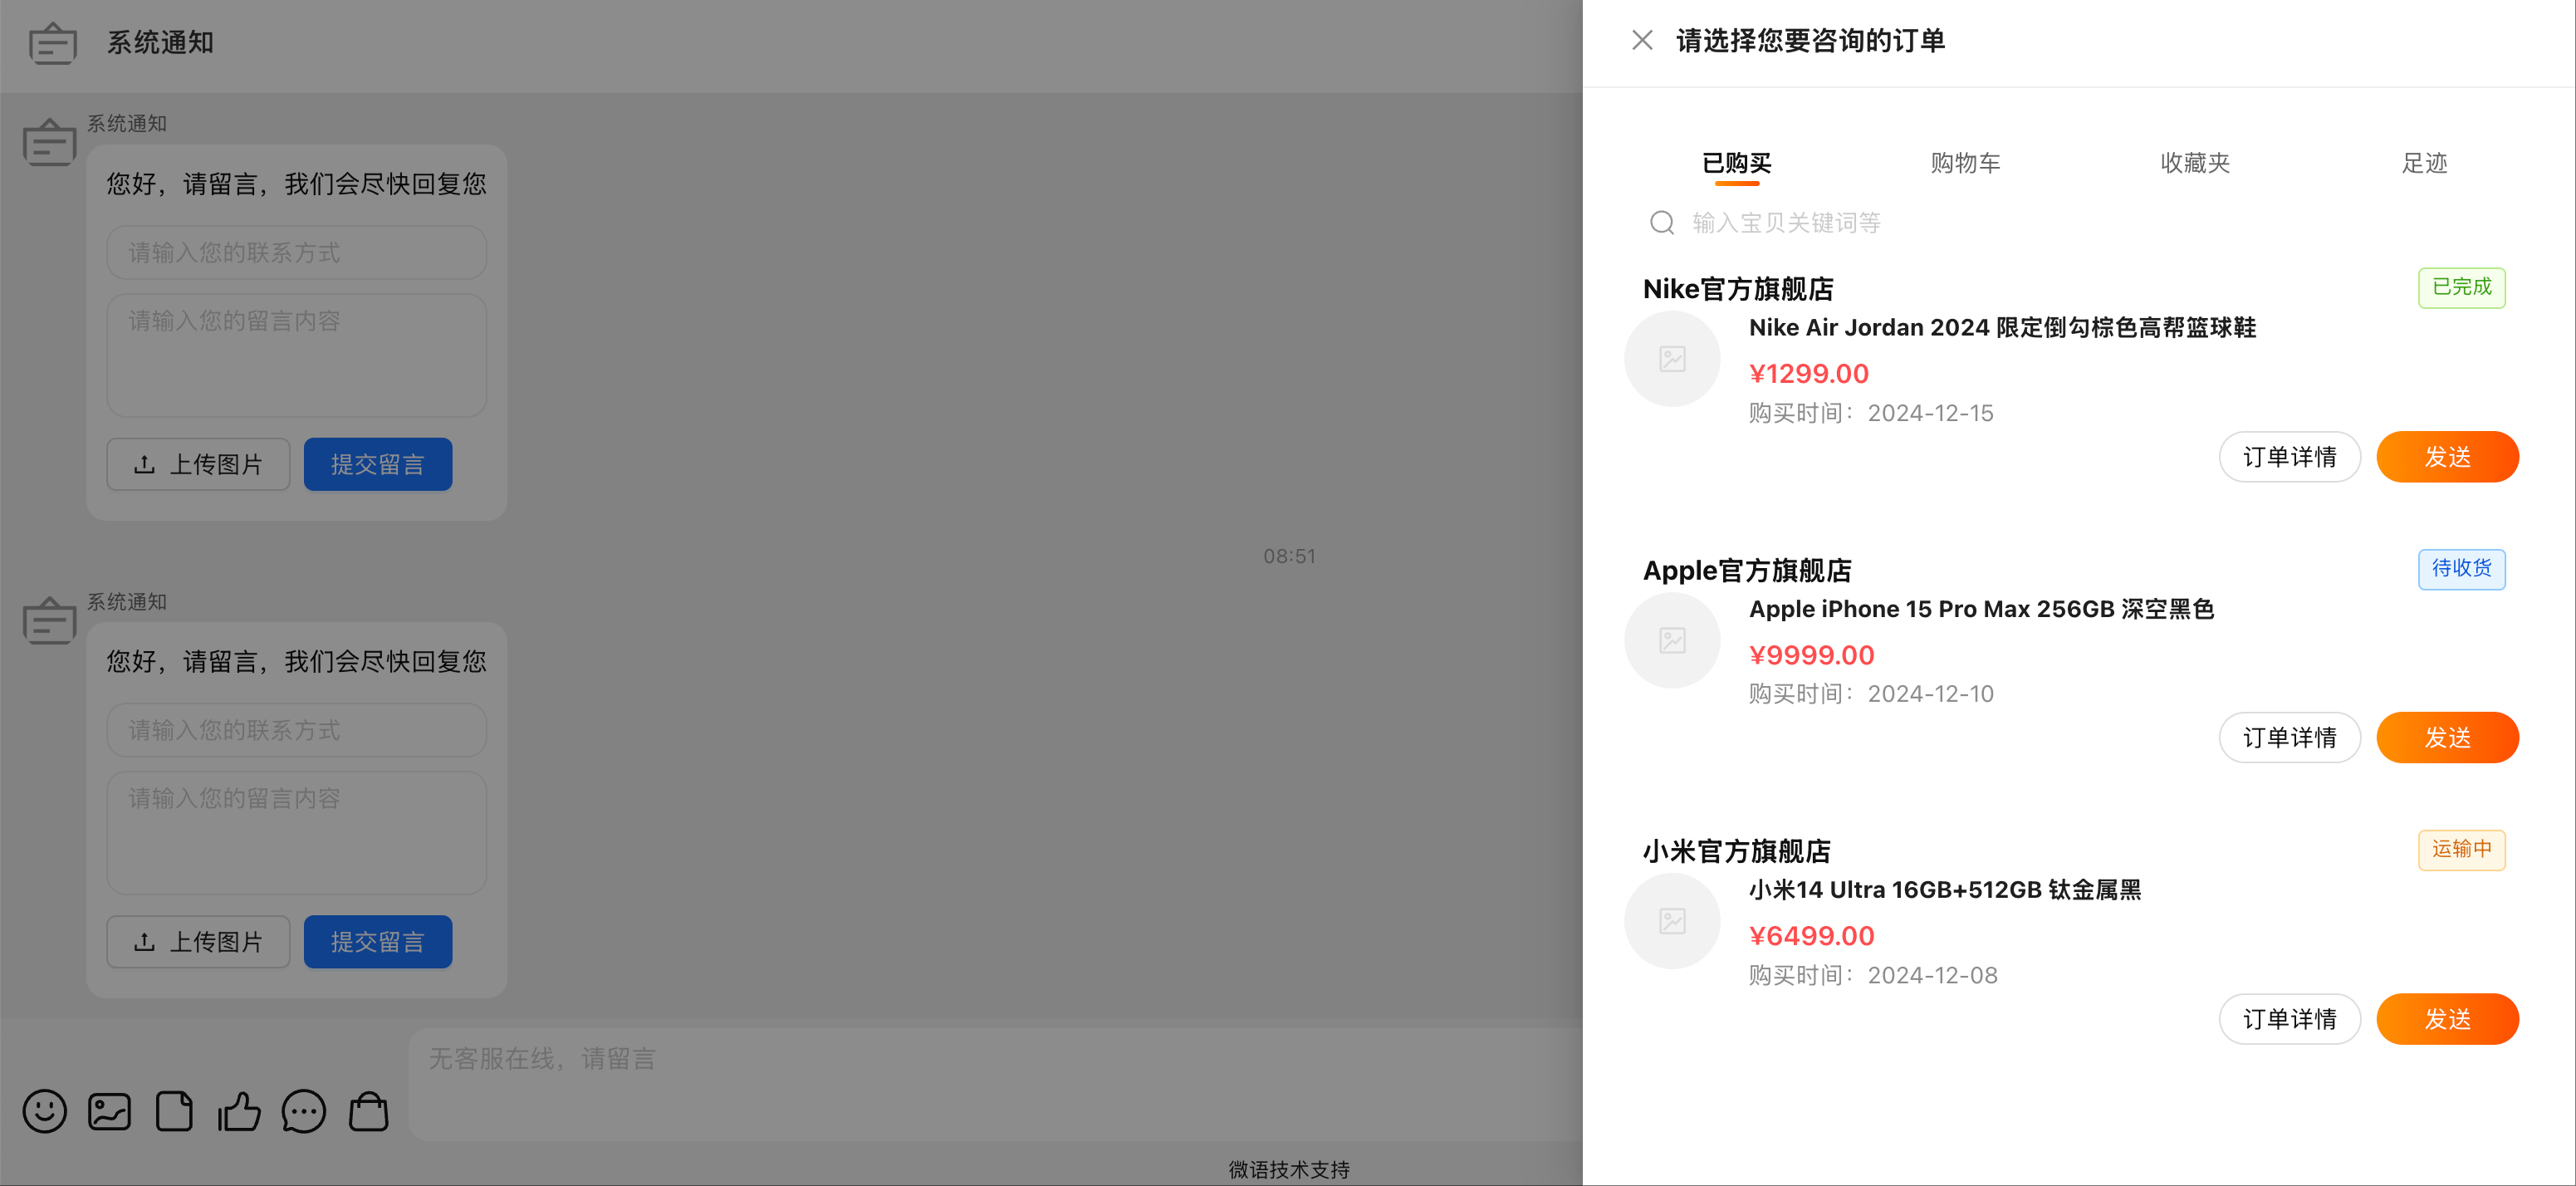 系统通知
系统通知
您好，请留言，我们会尽快回复您
请输入您的联系方式
请输入您的留言内容
上传图片 提交留言
08:51
系统通知
您好，请留言，我们会尽快回复您
请输入您的联系方式
请输入您的留言内容
上传图片 提交留言
无客服在线，请留言
微语技术支持
请选择您要咨询的订单
已购买 购物车 收藏夹 足迹
输入宝贝关键词等
Nike官方旗舰店 已完成
Nike Air Jordan 2024 限定倒勾棕色高帮篮球鞋
¥1299.00
购买时间：2024-12-15
订单详情 发送
Apple官方旗舰店 待收货
Apple iPhone 15 Pro Max 256GB 深空黑色
¥9999.00
购买时间：2024-12-10
订单详情 发送
小米官方旗舰店 运输中
小米14 Ultra 16GB+512GB 钛金属黑
¥6499.00
购买时间：2024-12-08
订单详情 发送